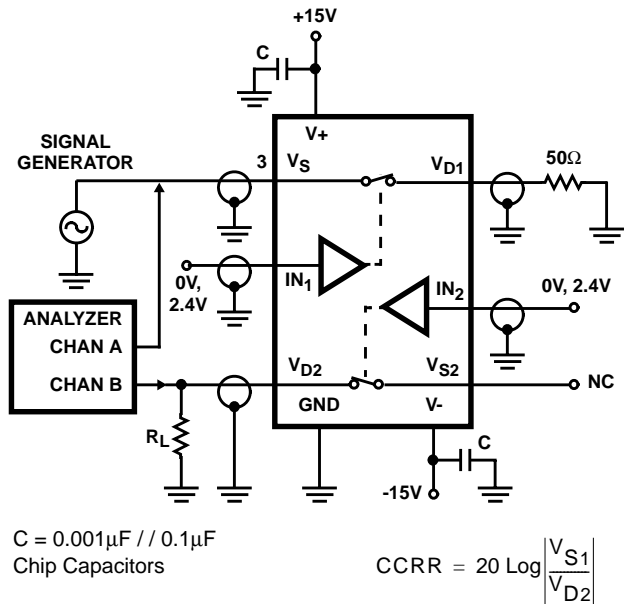 +15V
C
V+
SIGNAL
GENERATOR
3
VS
VD1
50Ω
0V,
2.4V
IN1
IN2
0V, 2.4V
ANALYZER
CHAN A
CHAN B
VD2
VS2
NC
GND
V-
RL
C
-15V
C = 0.001µF / / 0.1µF
Chip Capacitors
CCRR = 20 Log|VS1/VD2|